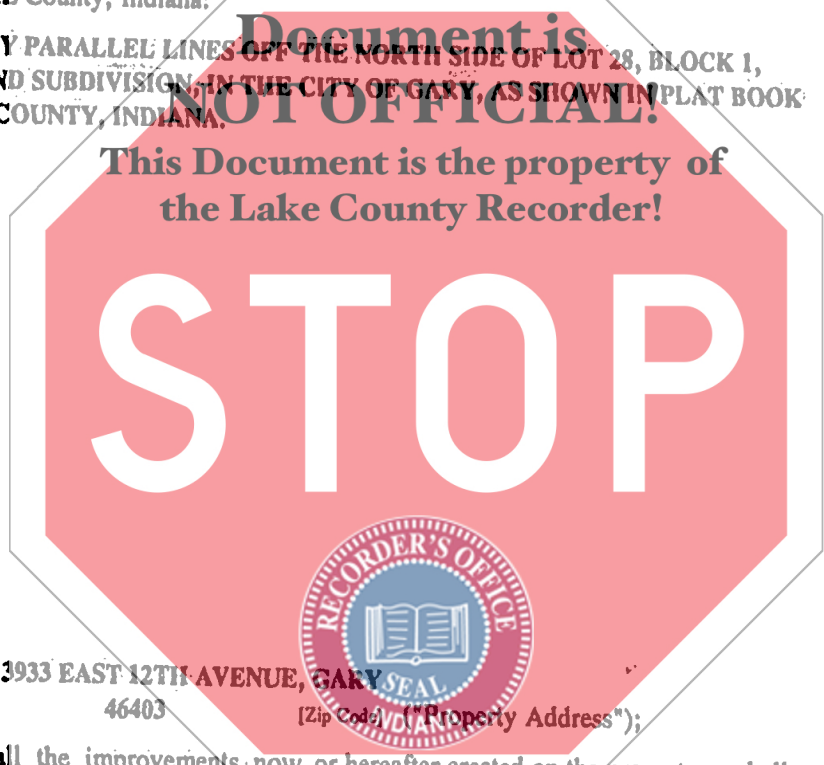 County, Indiana.
Document is
Y PARALLEL LINES OFF THE NORTH SIDE OF LOT 28, BLOCK 1,
ND SUBDIVISION, IN THE CITY OF GARY, AS SHOWN IN PLAT BOOK
NOT OFFICIAL!
COUNTY, INDIANA.
This Document is the property of
the Lake County Recorder!
STOP
RECORDER'S OFFICE
SEAL
INDIANA
3933 EAST 12TH AVENUE, GARY
46403 [Zip Code] ("Property Address");
all the improvements now or hereafter erected on the